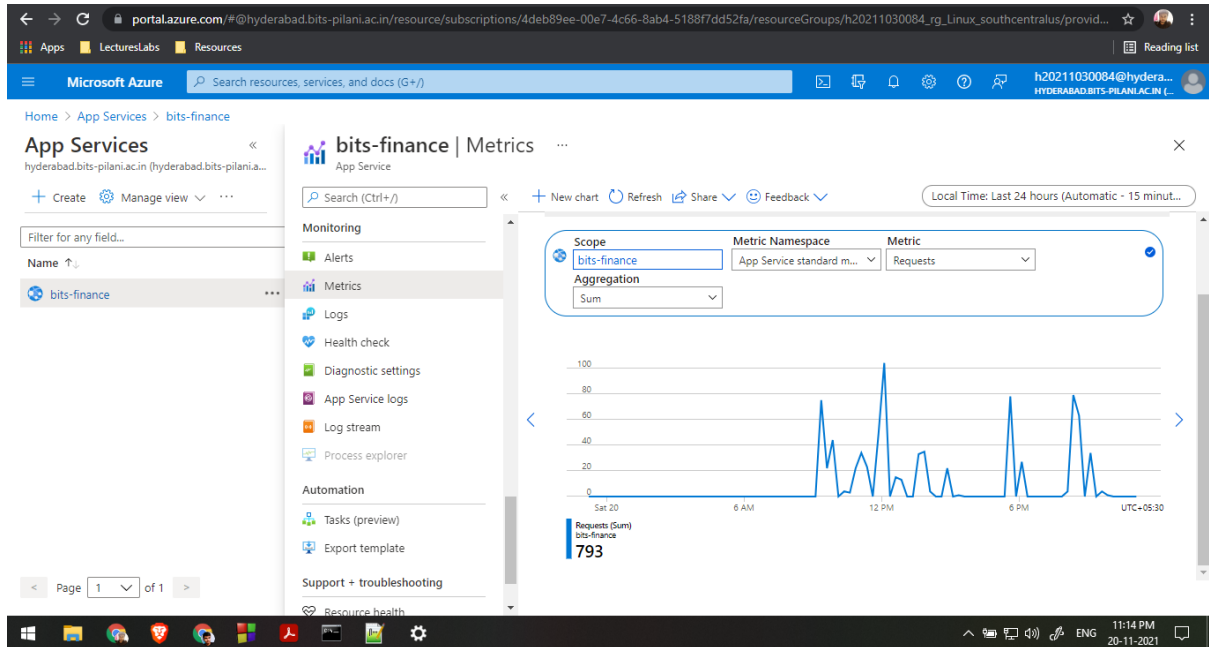 portal.azure.com/#@hyderabad.bits-pilani.ac.in/resource/subscriptions/4deb89ee-00e7-4c66-8ab4-5188f7dd52fa/resourceGroups/h20211030084_rg_Linux_southcentralus/provid...
Apps LecturesLabs Resources Reading list
Microsoft Azure Search resources, services, and docs (G+/) h20211030084@hydera...
HYDERABAD.BITS-PILANI.AC.IN (...
Home > App Services > bits-finance
App Services «
hyderabad.bits-pilani.ac.in (hyderabad.bits-pilani.a...
+ Create Manage view ...
Filter for any field...
Name ↑↓
bits-finance ...
< Page 1 of 1 >
bits-finance | Metrics ...
App Service
Search (Ctrl+/) «
Monitoring
Alerts
Metrics
Logs
Health check
Diagnostic settings
App Service logs
Log stream
Process explorer
Automation
Tasks (preview)
Export template
Support + troubleshooting
Resource health
+ New chart Refresh Share Feedback Local Time: Last 24 hours (Automatic - 15 minut...
Scope Metric Namespace Metric
bits-finance App Service standard m... Requests
Aggregation
Sum
100
80
60
40
20
0
Sat 20 6 AM 12 PM 6 PM UTC+05:30
Requests (Sum)
bits-finance
793
ENG 11:14 PM
20-11-2021